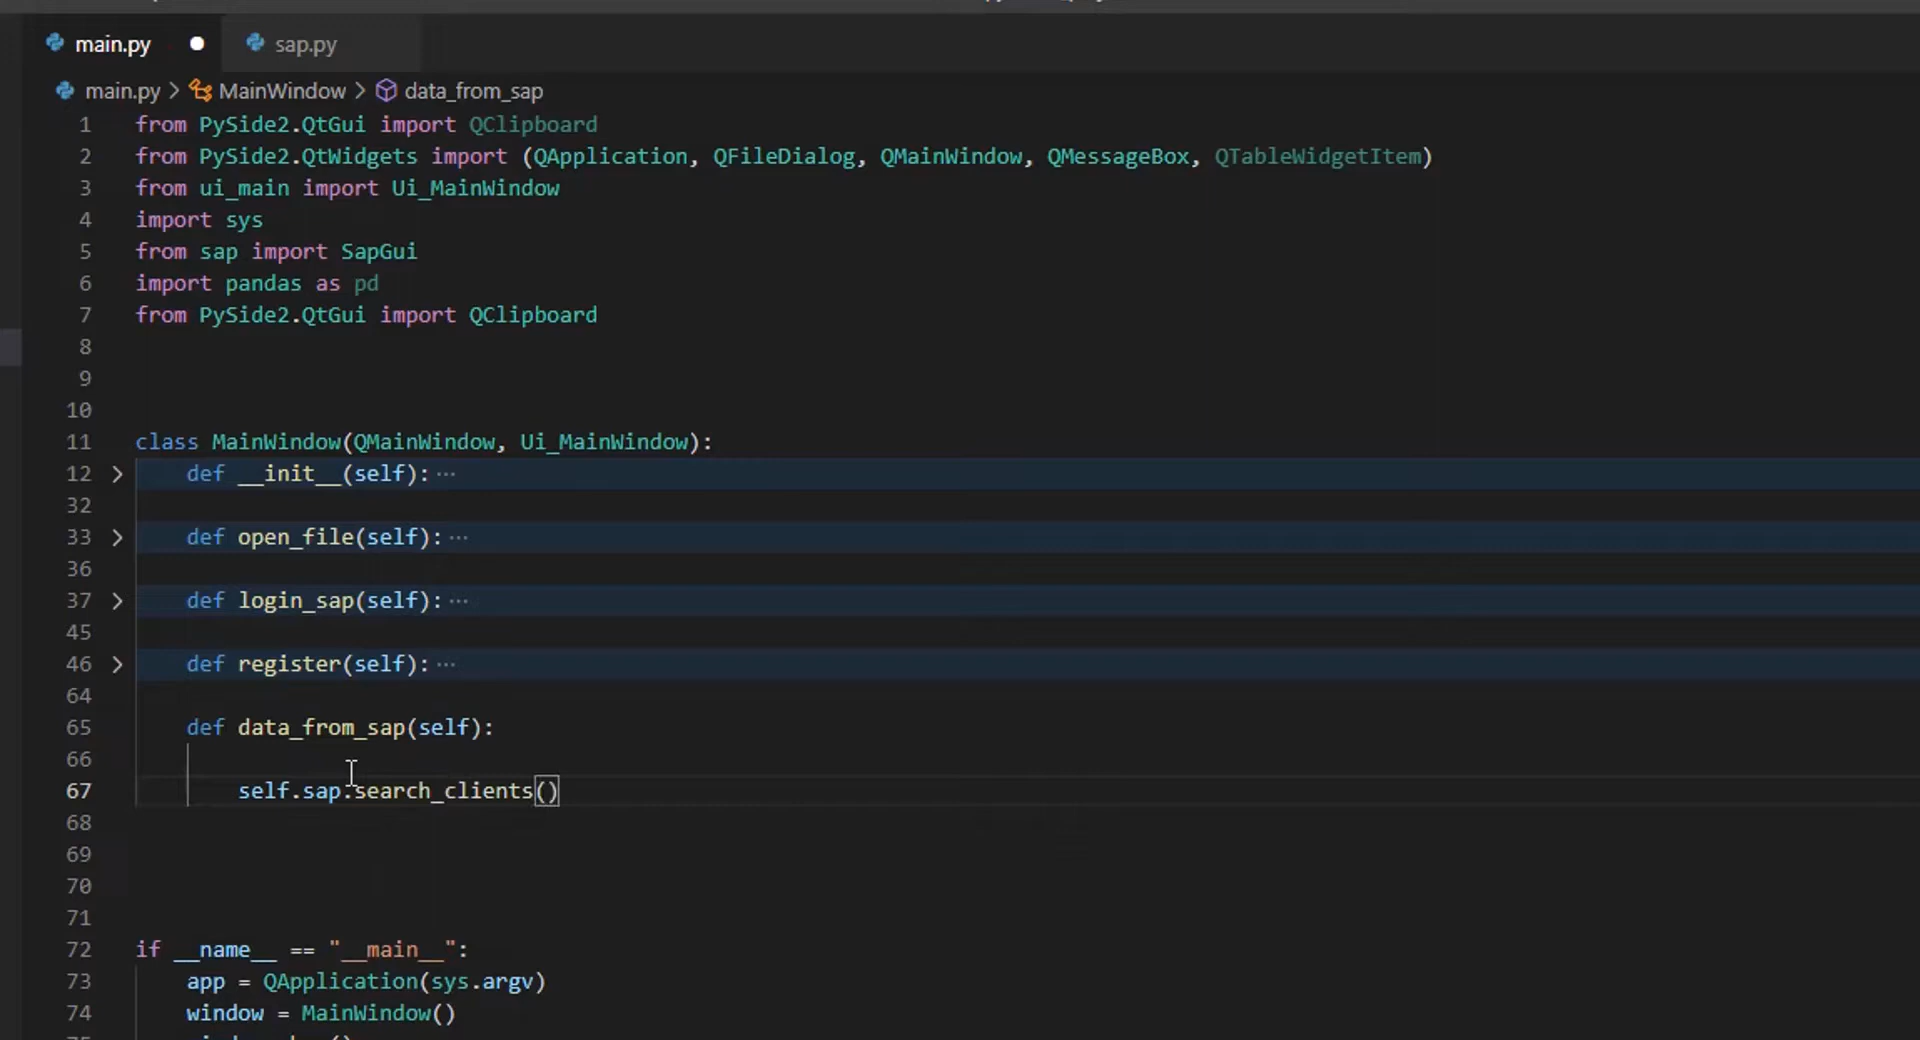 main.py sap.py
main.py > MainWindow > data_from_sap
1 from PySide2.QtGui import QClipboard
2 from PySide2.QtWidgets import (QApplication, QFileDialog, QMainWindow, QMessageBox, QTableWidgetItem)
3 from ui_main import Ui_MainWindow
4 import sys
5 from sap import SapGui
6 import pandas as pd
7 from PySide2.QtGui import QClipboard
8
9
10
11 class MainWindow(QMainWindow, Ui_MainWindow):
12 > def __init__(self): ···
32
33 > def open_file(self): ···
36
37 > def login_sap(self): ···
45
46 > def register(self): ···
64
65 def data_from_sap(self):
66
67 self.sap.search_clients()
68
69
70
71
72 if __name__ == "__main__":
73 app = QApplication(sys.argv)
74 window = MainWindow()